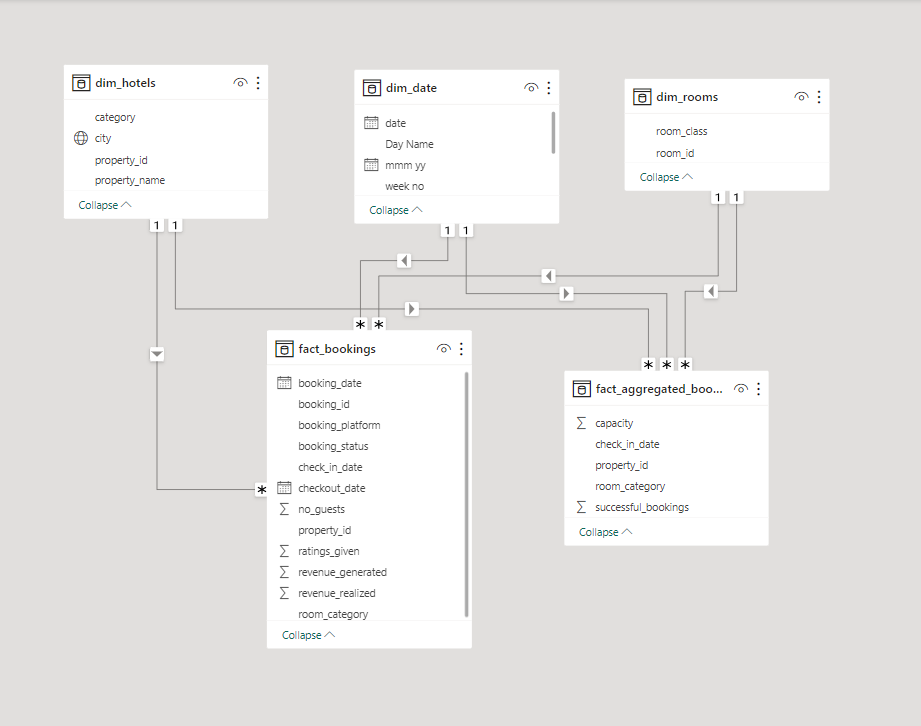 dim_hotels
category
city
property_id
property_name
Collapse
dim_date
date
Day Name
mmm yy
week no
Collapse
dim_rooms
room_class
room_id
Collapse
1 1
1 1
1 1
* *
* * *
*
fact_bookings
booking_date
booking_id
booking_platform
booking_status
check_in_date
checkout_date
Σ no_guests
property_id
Σ ratings_given
Σ revenue_generated
Σ revenue_realized
room_category
Collapse
fact_aggregated_boo...
Σ capacity
check_in_date
property_id
room_category
Σ successful_bookings
Collapse